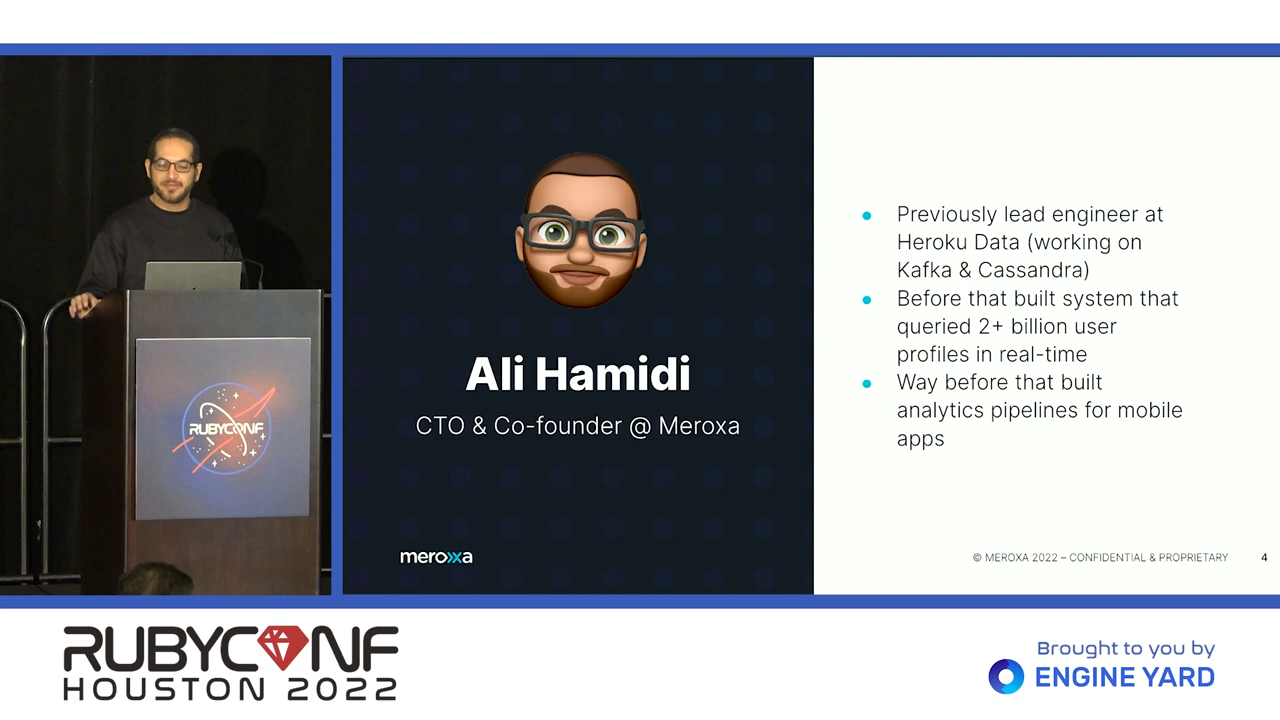 RUBYCONF
Ali Hamidi
CTO & Co-founder @ Meroxa
meroxa
● Previously lead engineer at
Heroku Data (working on
Kafka & Cassandra)
● Before that built system that
queried 2+ billion user
profiles in real-time
● Way before that built
analytics pipelines for mobile
apps
© MEROXA 2022 – CONFIDENTIAL & PROPRIETARY
4
RUBYCONF
HOUSTON 2022
Brought to you by
ENGINE YARD